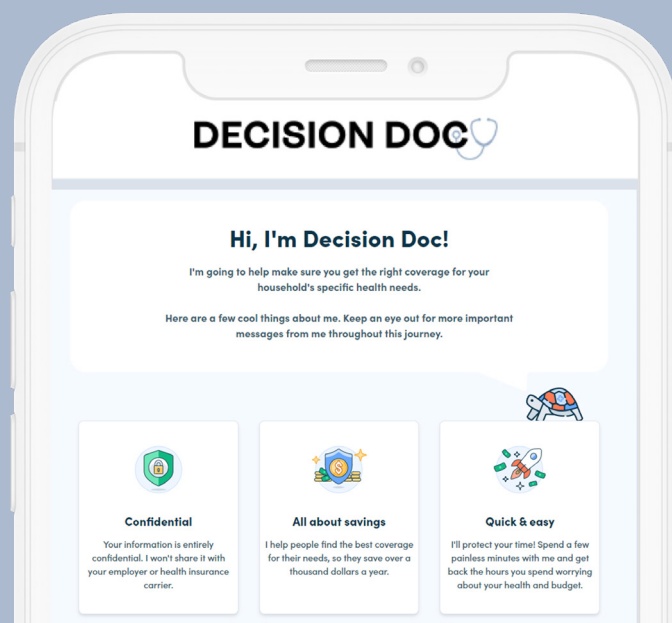 DECISION DOC
Hi, I'm Decision Doc!
I'm going to help make sure you get the right coverage for your
household's specific health needs.
Here are a few cool things about me. Keep an eye out for more important
messages from me throughout this journey.
Confidential
Your information is entirely
confidential. I won't share it with
your employer or health insurance
carrier.
All about savings
I help people find the best coverage
for their needs, so they save over a
thousand dollars a year.
Quick & easy
I'll protect your time! Spend a few
painless minutes with me and get
back the hours you spend worrying
about your health and budget.